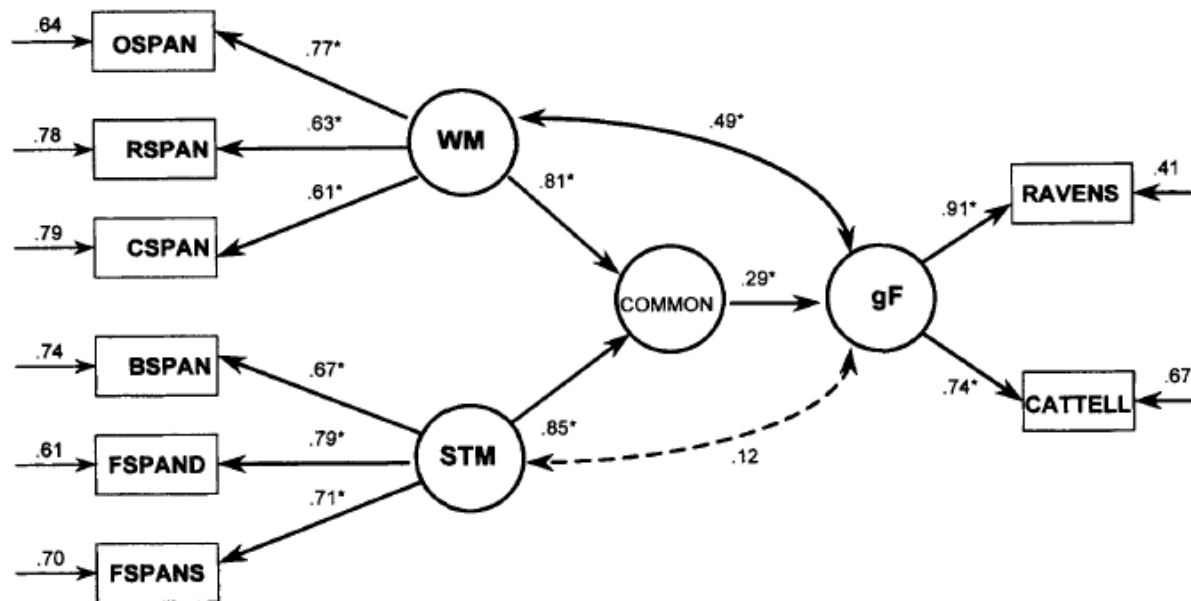 .64
OSPAN
.77*
WM
.49*
.78
RSPAN
.63*
.81*
RAVENS
.41
.91*
.79
CSPAN
.61*
COMMON
.29*
gF
.74
BSPAN
.67*
.74*
CATTELL
.67
.61
FSPAND
.79*
STM
.85*
.12
.71*
.70
FSPANS